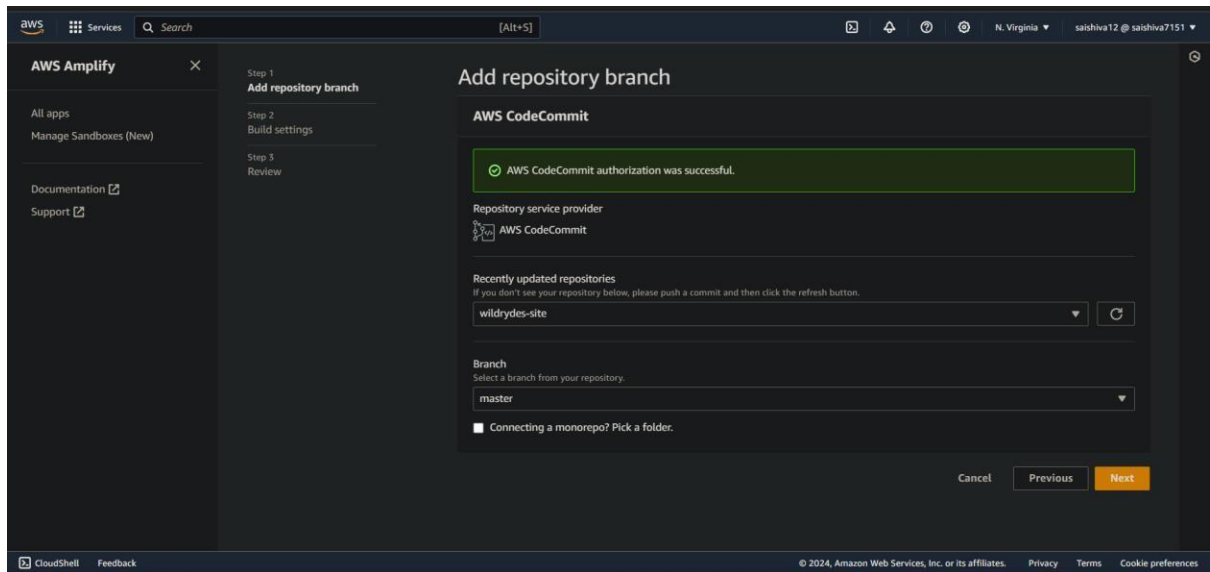 aws
Services
Search
[Alt+S]
N. Virginia
saishiva12 @ saishiva7151
AWS Amplify
All apps
Manage Sandboxes (New)
Documentation
Support
Step 1
Add repository branch
Step 2
Build settings
Step 3
Review
Add repository branch
AWS CodeCommit
AWS CodeCommit authorization was successful.
Repository service provider
AWS CodeCommit
Recently updated repositories
If you don't see your repository below, please push a commit and then click the refresh button.
wildrydes-site
Branch
Select a branch from your repository.
master
Connecting a monorepo? Pick a folder.
Cancel
Previous
Next
CloudShell
Feedback
© 2024, Amazon Web Services, Inc. or its affiliates.
Privacy
Terms
Cookie preferences